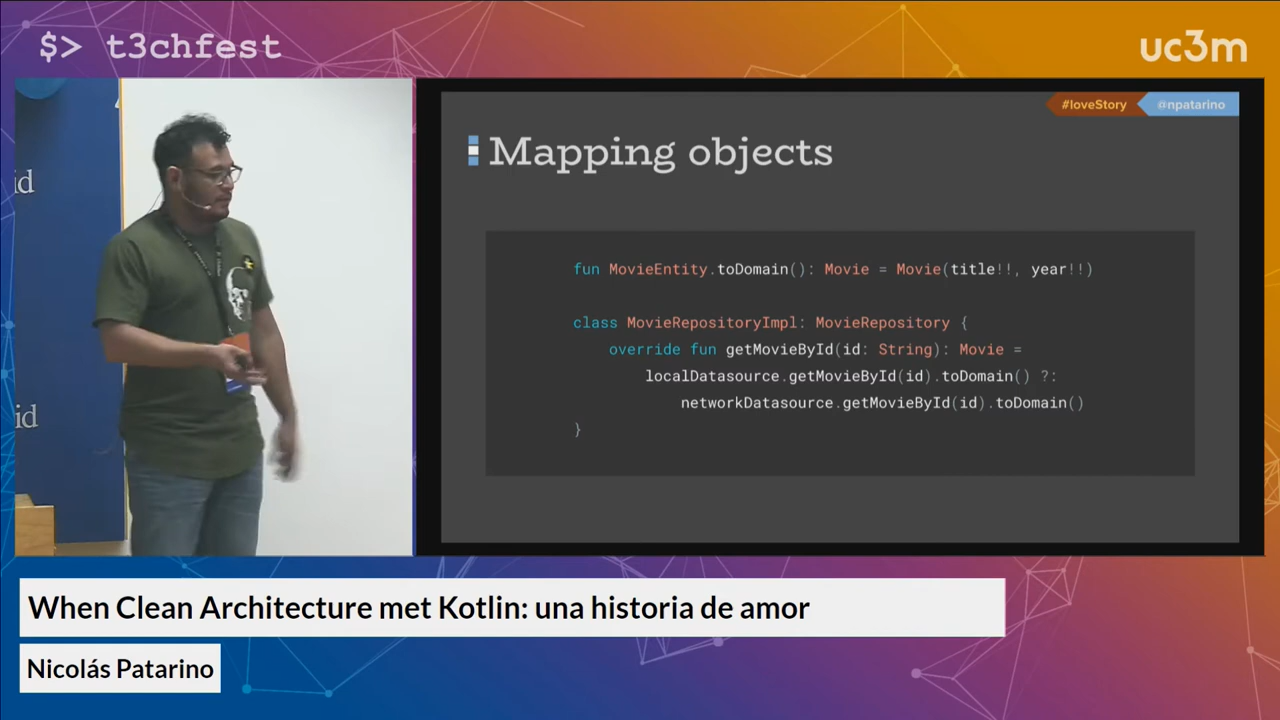 $> t3chfest
uc3m
#loveStory
@npatarino
id
id
Mapping objects
fun MovieEntity.toDomain(): Movie = Movie(title!!, year!!)
class MovieRepositoryImpl: MovieRepository {
override fun getMovieById(id: String): Movie =
localDatasource.getMovieById(id).toDomain() ?:
networkDatasource.getMovieById(id).toDomain()
}
When Clean Architecture met Kotlin: una historia de amor
Nicolás Patarino